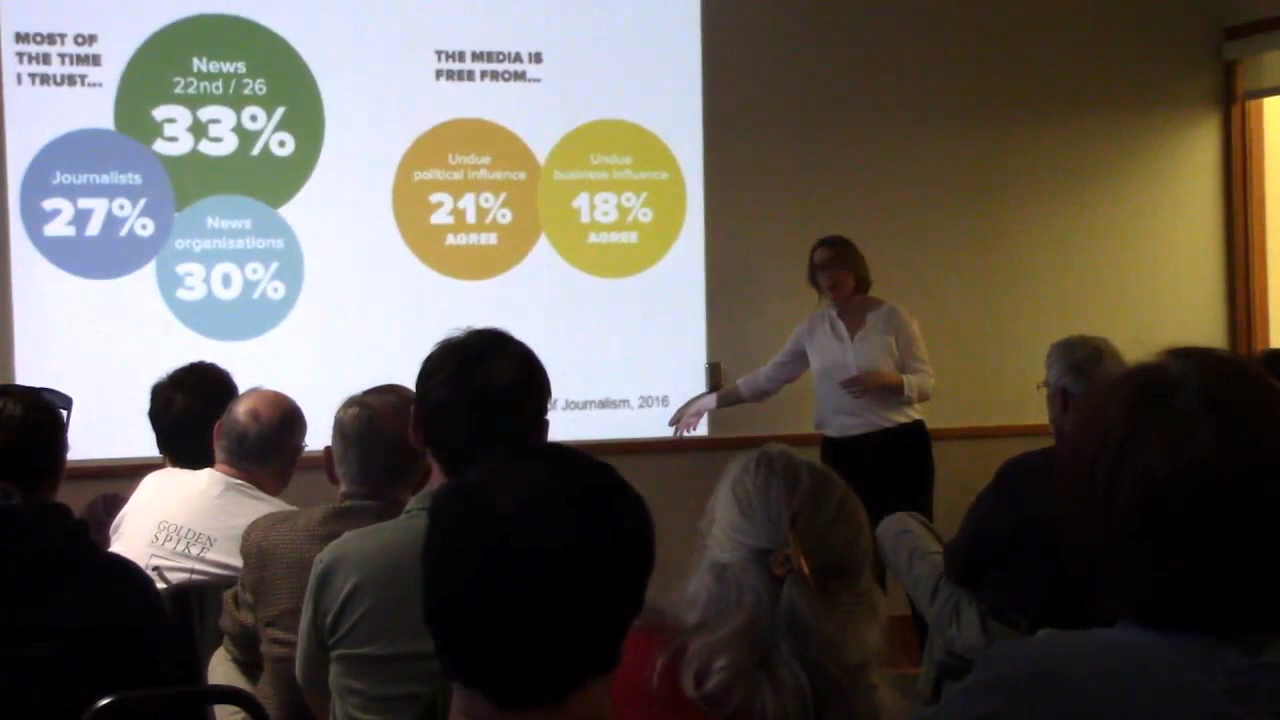 MOST OF
THE TIME
I TRUST...
News
22nd / 26
33%
Journalists
27%
News
organisations
30%
THE MEDIA IS
FREE FROM...
Undue
political influence
21%
AGREE
Undue
business influence
18%
AGREE
of Journalism, 2016
GOLDEN
SPIKE